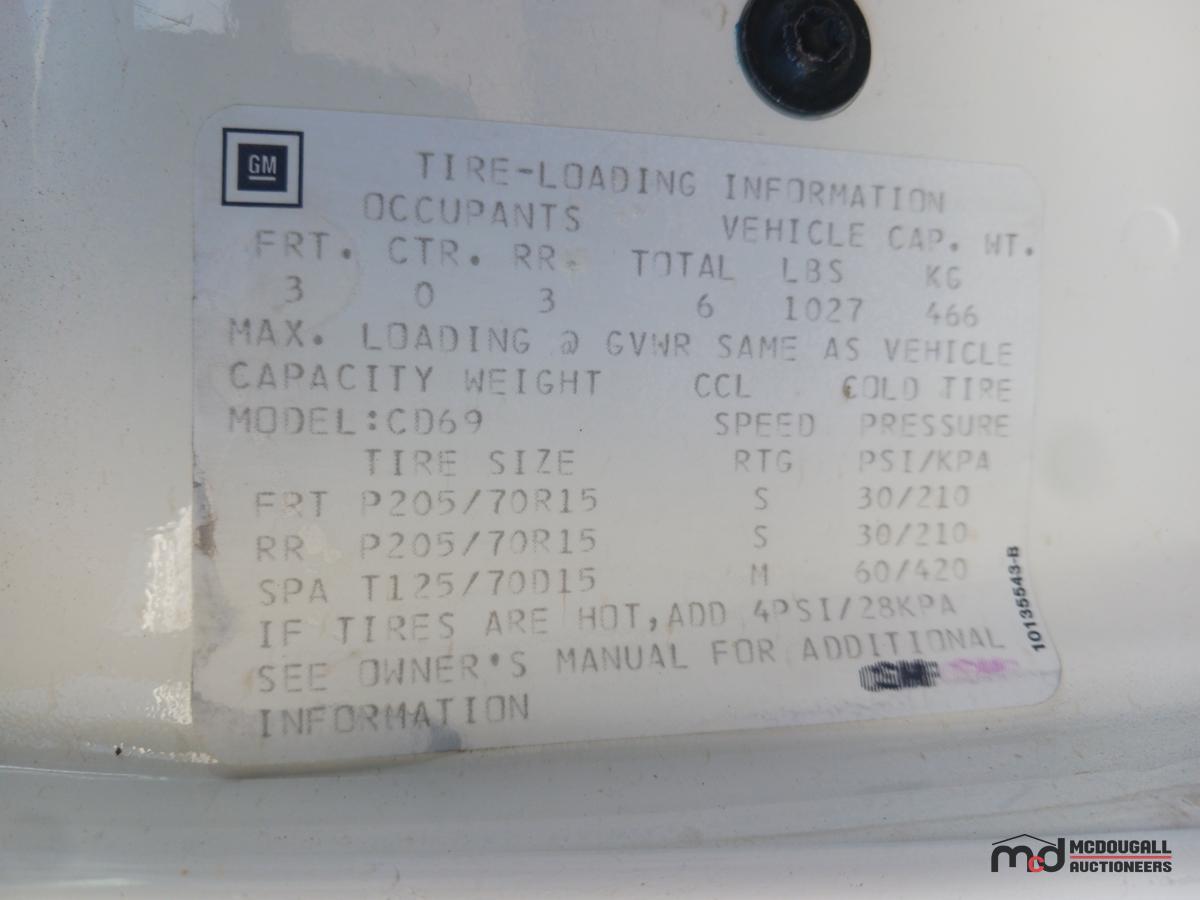 GM
TIRE-LOADING INFORMATION
OCCUPANTS VEHICLE CAP. WT.
FRT. CTR. RR. TOTAL LBS KG
3 0 3 6 1027 466
MAX. LOADING @ GVWR SAME AS VEHICLE
CAPACITY WEIGHT CCL COLD TIRE
MODEL:CD69 SPEED PRESSURE
TIRE SIZE RTG PSI/KPA
FRT P205/70R15 S 30/210
RR P205/70R15 S 30/210
SPA T125/70D15 M 60/420
IF TIRES ARE HOT,ADD 4PSI/28KPA
SEE OWNER'S MANUAL FOR ADDITIONAL
INFORMATION
10135543-B
mcd MCDOUGALL
AUCTIONEERS